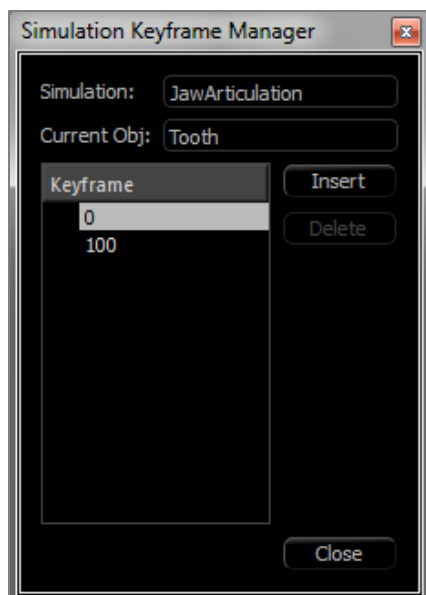 Simulation Keyframe Manager
Simulation: JawArticulation
Current Obj: Tooth
Keyframe
Insert
0
Delete
100
Close